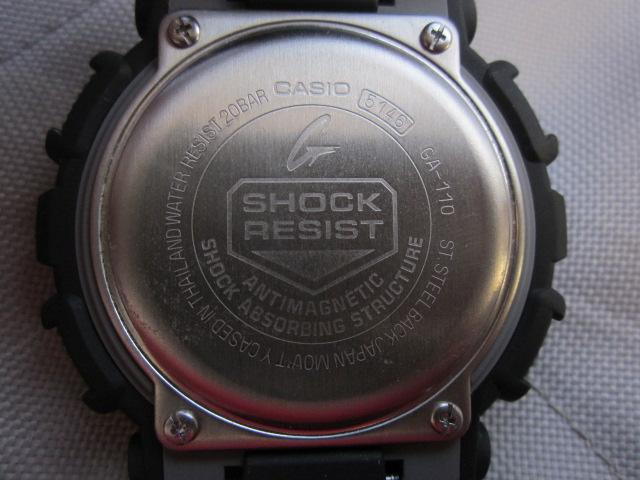 CASIO 5146 GA-110 ST. STEEL BACK JAPAN MOV'T Y CASED IN THAILAND WATER RESIST 20BAR
G
SHOCK
RESIST
ANTIMAGNETIC
SHOCK ABSORBING STRUCTURE